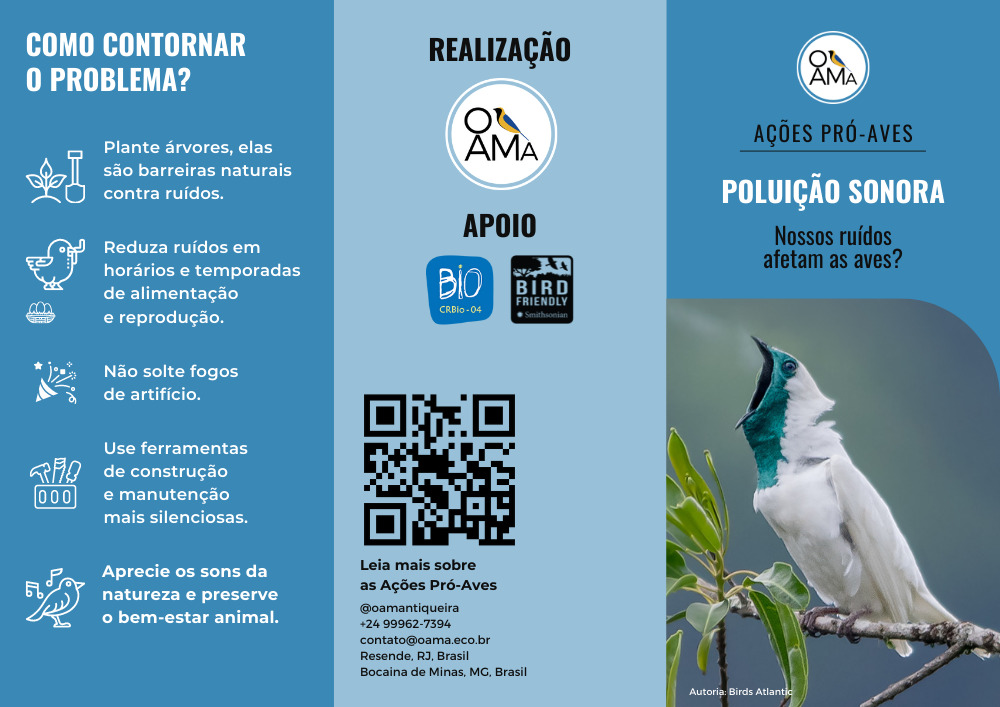 COMO CONTORNAR
O PROBLEMA?
Plante árvores, elas
são barreiras naturais
contra ruídos.
Reduza ruídos em
horários e temporadas
de alimentação
e reprodução.
Não solte fogos
de artifício.
Use ferramentas
de construção
e manutenção
mais silenciosas.
Aprecie os sons da
natureza e preserve
o bem-estar animal.
REALIZAÇÃO
O
AMA
APOIO
BIO
CRBio-04
BIRD
FRIENDLY
Smithsonian
Leia mais sobre
as Ações Pró-Aves
@oamantiqueira
+24 99962-7394
contato@oama.eco.br
Resende, RJ, Brasil
Bocaina de Minas, MG, Brasil
O
AMA
AÇÕES PRÓ-AVES
POLUIÇÃO SONORA
Nossos ruídos
afetam as aves?
Autoria: Birds Atlantic